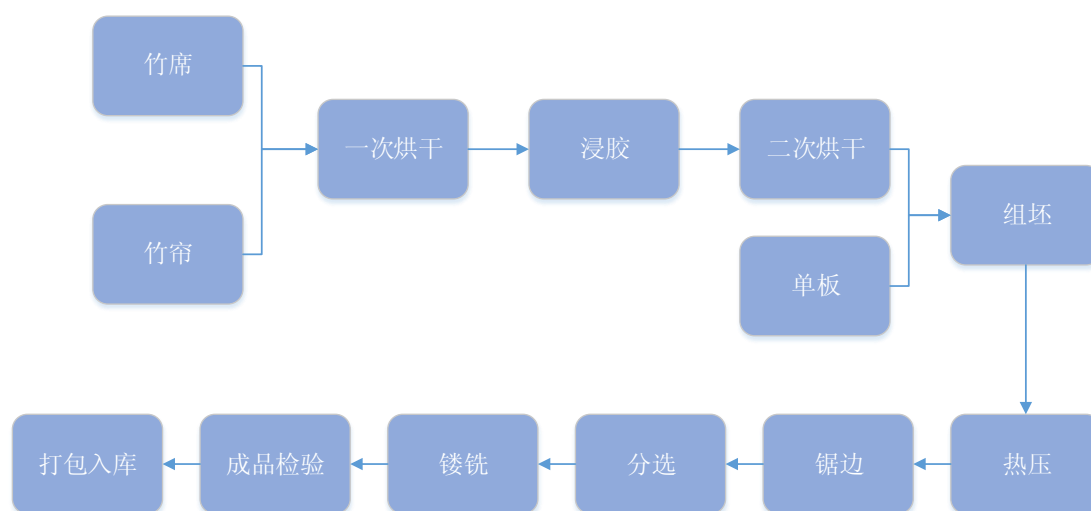 竹席
竹帘
一次烘干
浸胶
二次烘干
单板
组坯
热压
锯边
分选
镂铣
成品检验
打包入库